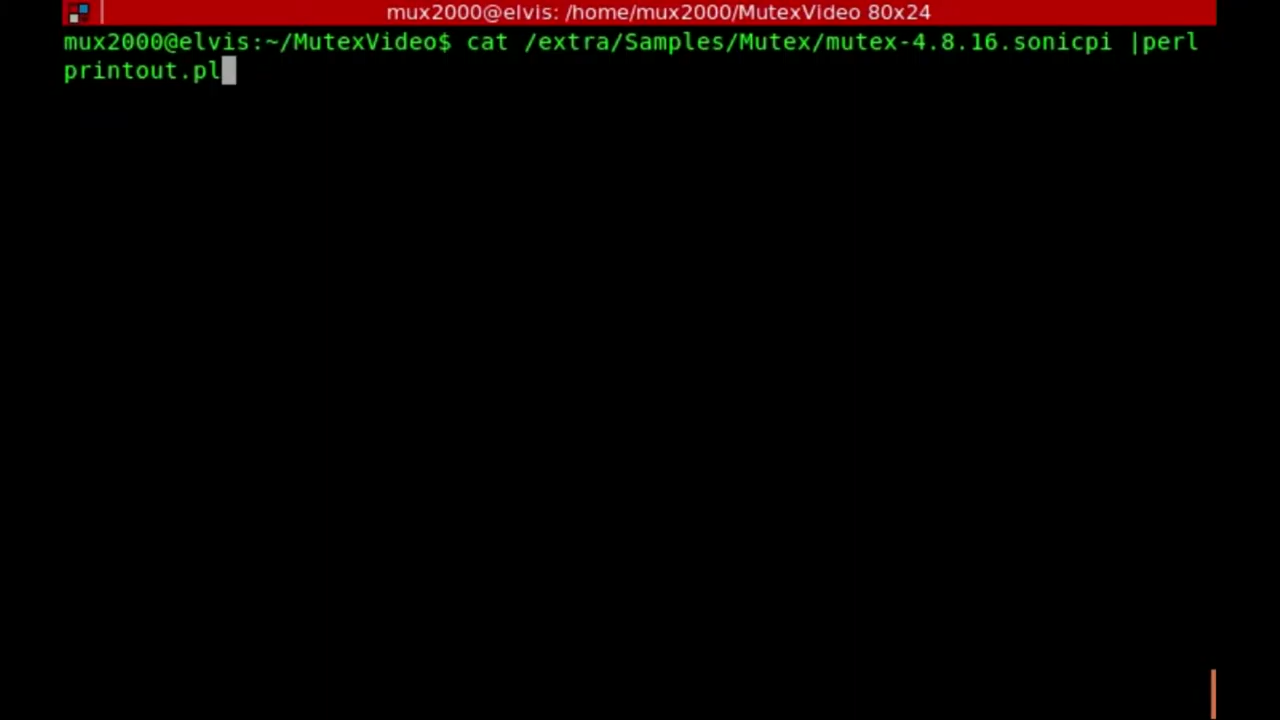 mux2000@elvis: /home/mux2000/MutexVideo 80x24
mux2000@elvis:~/MutexVideo$ cat /extra/Samples/Mutex/mutex-4.8.16.sonicpi |perl
printout.pl